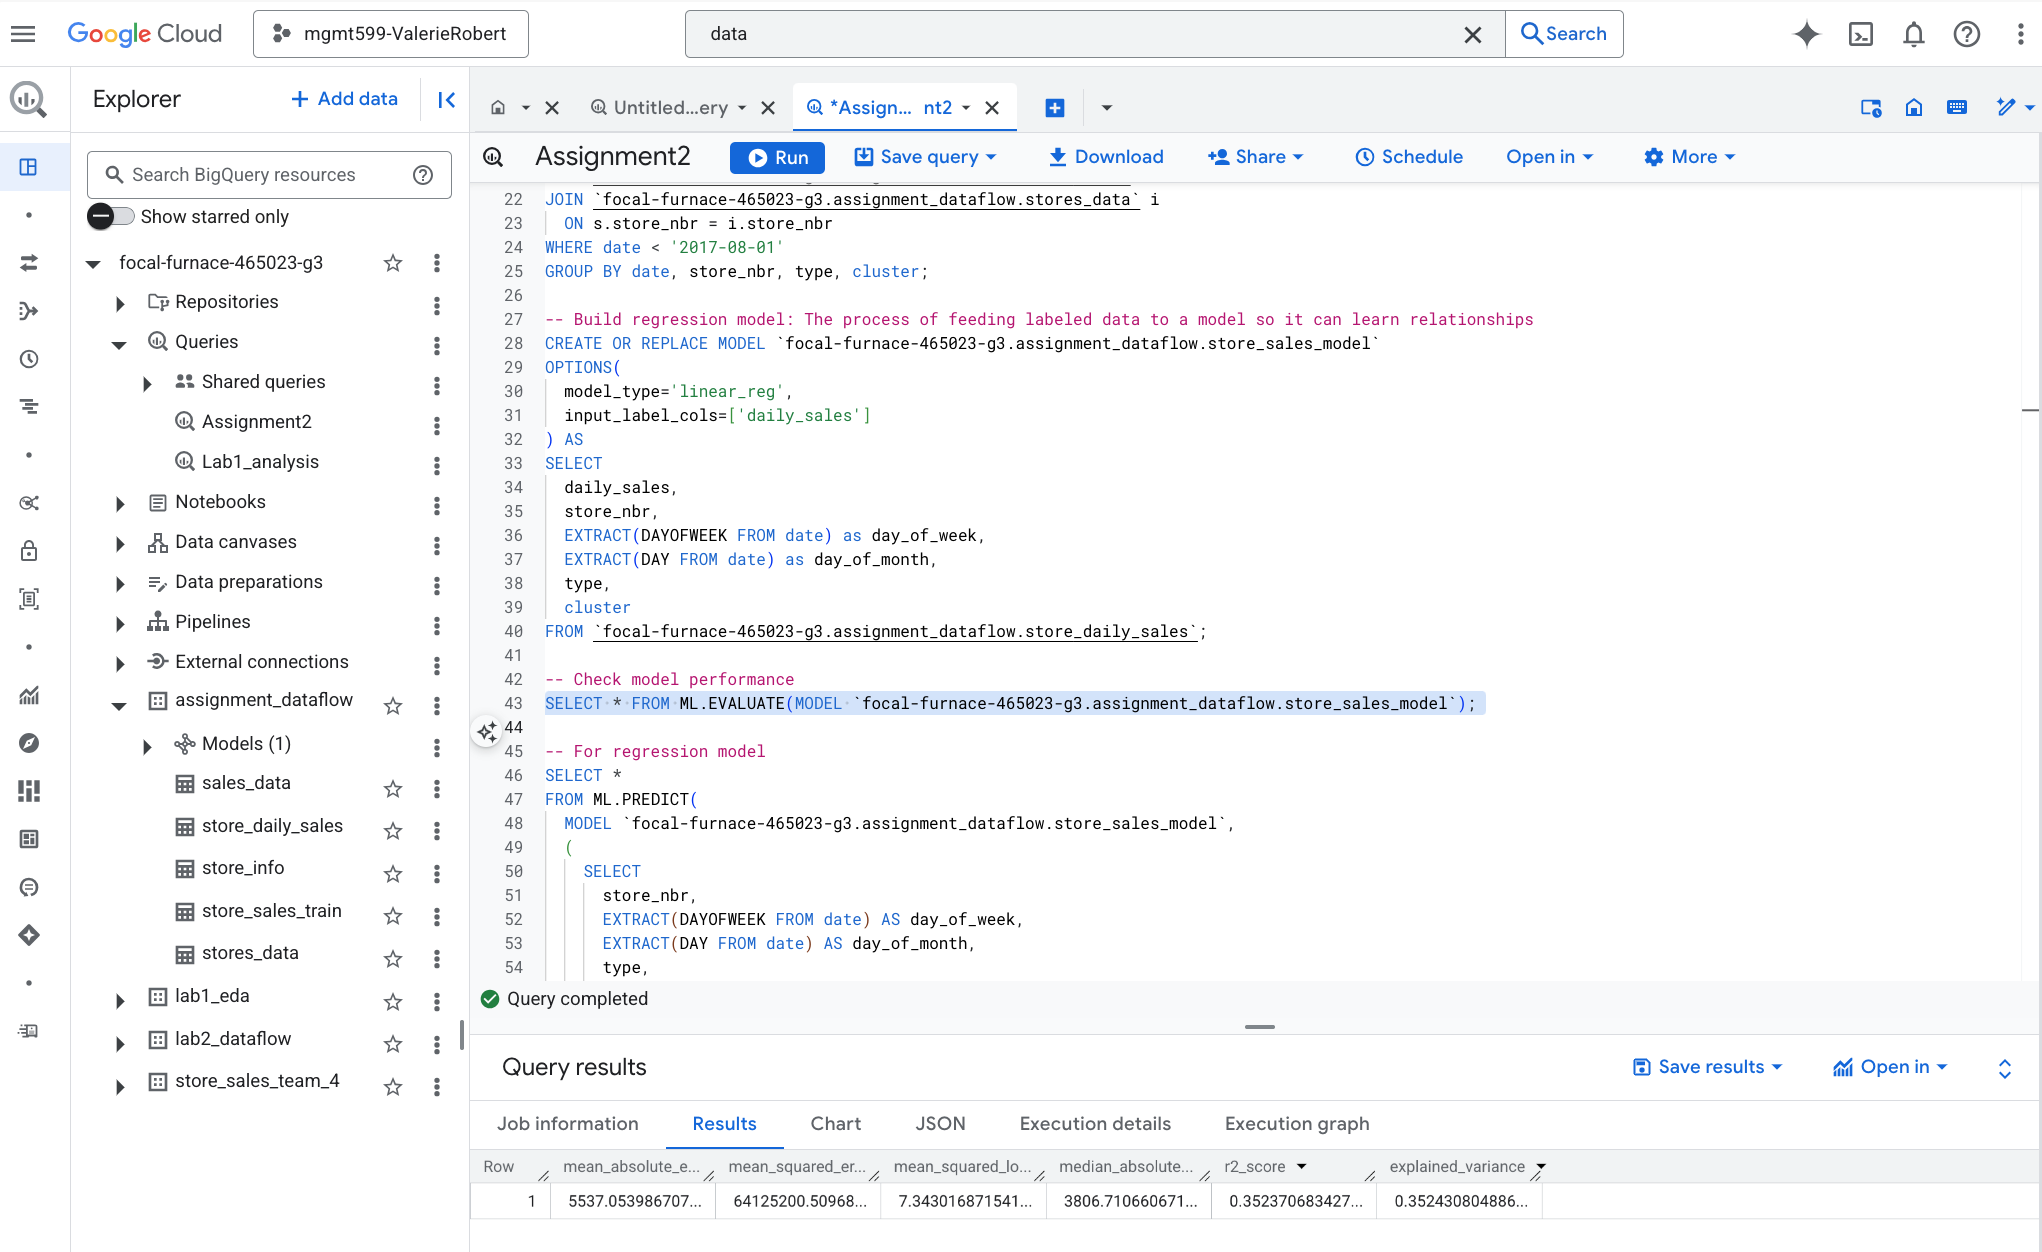 Google Cloud
mgmt599-ValerieRobert
data
Search
Explorer
Add data
Search BigQuery resources
Show starred only
focal-furnace-465023-g3
Repositories
Queries
Shared queries
Assignment2
Lab1_analysis
Notebooks
Data canvases
Data preparations
Pipelines
External connections
assignment_dataflow
Models (1)
sales_data
store_daily_sales
store_info
store_sales_train
stores_data
lab1_eda
lab2_dataflow
store_sales_team_4
Untitled...ery
*Assign... nt2
Assignment2
Run
Save query
Download
Share
Schedule
Open in
More
22 JOIN `focal-furnace-465023-g3.assignment_dataflow.stores_data` i
23 ON s.store_nbr = i.store_nbr
24 WHERE date < '2017-08-01'
25 GROUP BY date, store_nbr, type, cluster;
26
27 -- Build regression model: The process of feeding labeled data to a model so it can learn relationships
28 CREATE OR REPLACE MODEL `focal-furnace-465023-g3.assignment_dataflow.store_sales_model`
29 OPTIONS(
30 model_type='linear_reg',
31 input_label_cols=['daily_sales']
32 ) AS
33 SELECT
34 daily_sales,
35 store_nbr,
36 EXTRACT(DAYOFWEEK FROM date) as day_of_week,
37 EXTRACT(DAY FROM date) as day_of_month,
38 type,
39 cluster
40 FROM `focal-furnace-465023-g3.assignment_dataflow.store_daily_sales`;
41
42 -- Check model performance
43 SELECT * FROM ML.EVALUATE(MODEL `focal-furnace-465023-g3.assignment_dataflow.store_sales_model`);
44
45 -- For regression model
46 SELECT *
47 FROM ML.PREDICT(
48 MODEL `focal-furnace-465023-g3.assignment_dataflow.store_sales_model`,
49 (
50 SELECT
51 store_nbr,
52 EXTRACT(DAYOFWEEK FROM date) AS day_of_week,
53 EXTRACT(DAY FROM date) AS day_of_month,
54 type,
Query completed
Query results
Save results
Open in
Job information
Results
Chart
JSON
Execution details
Execution graph
Row mean_absolute_e... mean_squared_er... mean_squared_lo... median_absolute... r2_score explained_variance
1 5537.053986707... 64125200.50968... 7.343016871541... 3806.710660671... 0.352370683427... 0.352430804886...